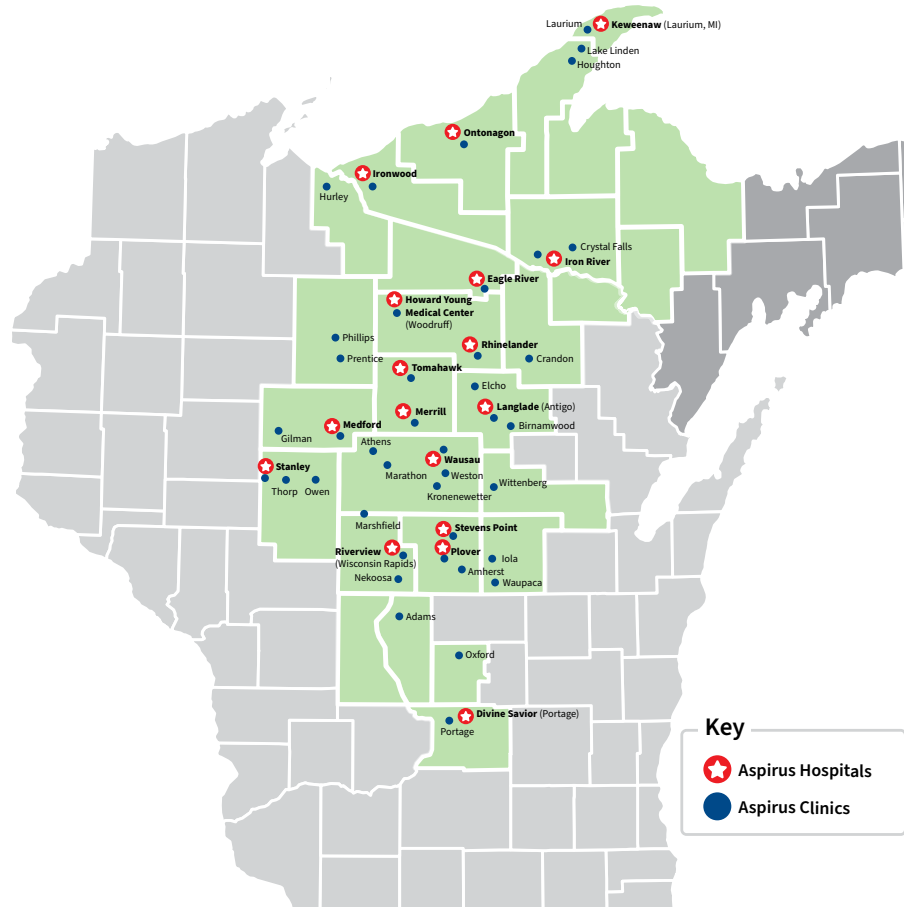 Laurium
Keweenaw (Laurium, MI)
Lake Linden
Houghton
Ontonagon
Ironwood
Hurley
Crystal Falls
Iron River
Eagle River
Howard Young
Medical Center
(Woodruff)
Phillips
Rhinelander
Prentice
Crandon
Tomahawk
Elcho
Langlade (Antigo)
Merrill
Medford
Birnamwood
Gilman
Athens
Wausau
Stanley
Marathon
Weston
Thorp
Owen
Wittenberg
Kronenewetter
Marshfield
Stevens Point
Riverview
(Wisconsin Rapids)
Plover
Iola
Amherst
Nekoosa
Waupaca
Adams
Oxford
Divine Savior (Portage)
Portage
Key
Aspirus Hospitals
Aspirus Clinics